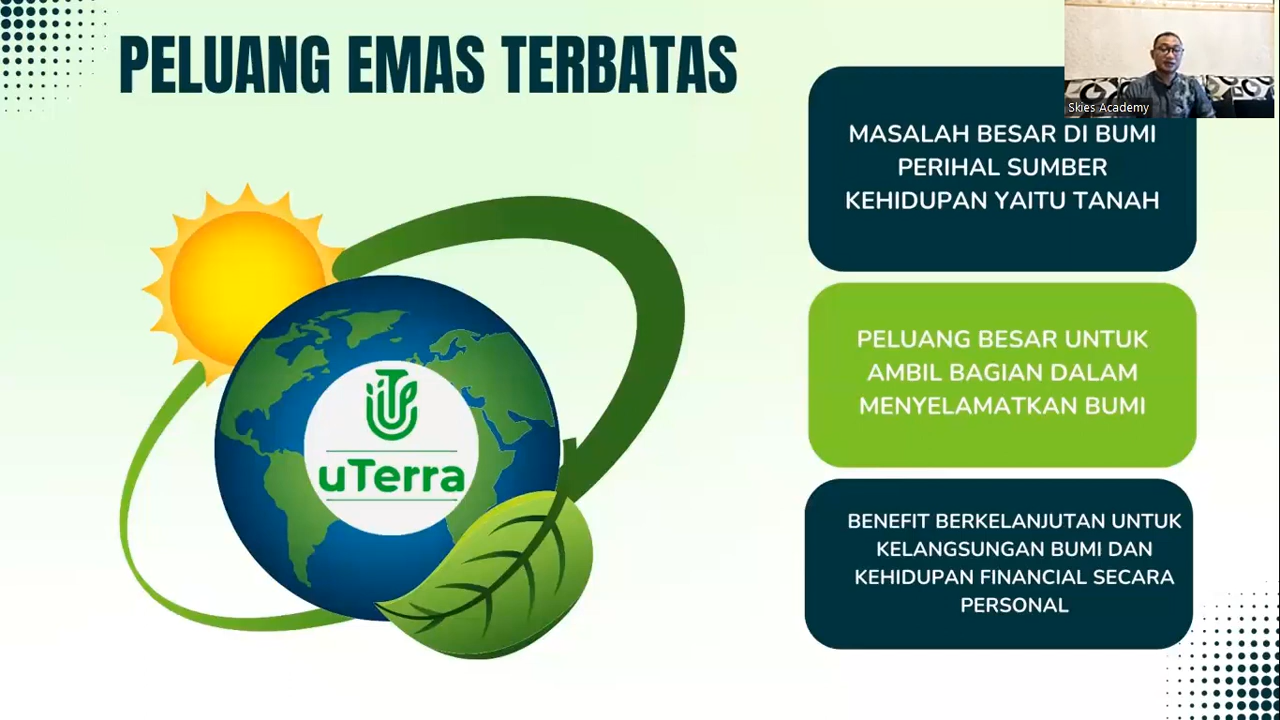 PELUANG EMAS TERBATAS
Skies Academy
MASALAH BESAR DI BUMI
PERIHAL SUMBER
KEHIDUPAN YAITU TANAH
PELUANG BESAR UNTUK
AMBIL BAGIAN DALAM
MENYELAMATKAN BUMI
uTerra
BENEFIT BERKELANJUTAN UNTUK
KELANGSUNGAN BUMI DAN
KEHIDUPAN FINANCIAL SECARA
PERSONAL